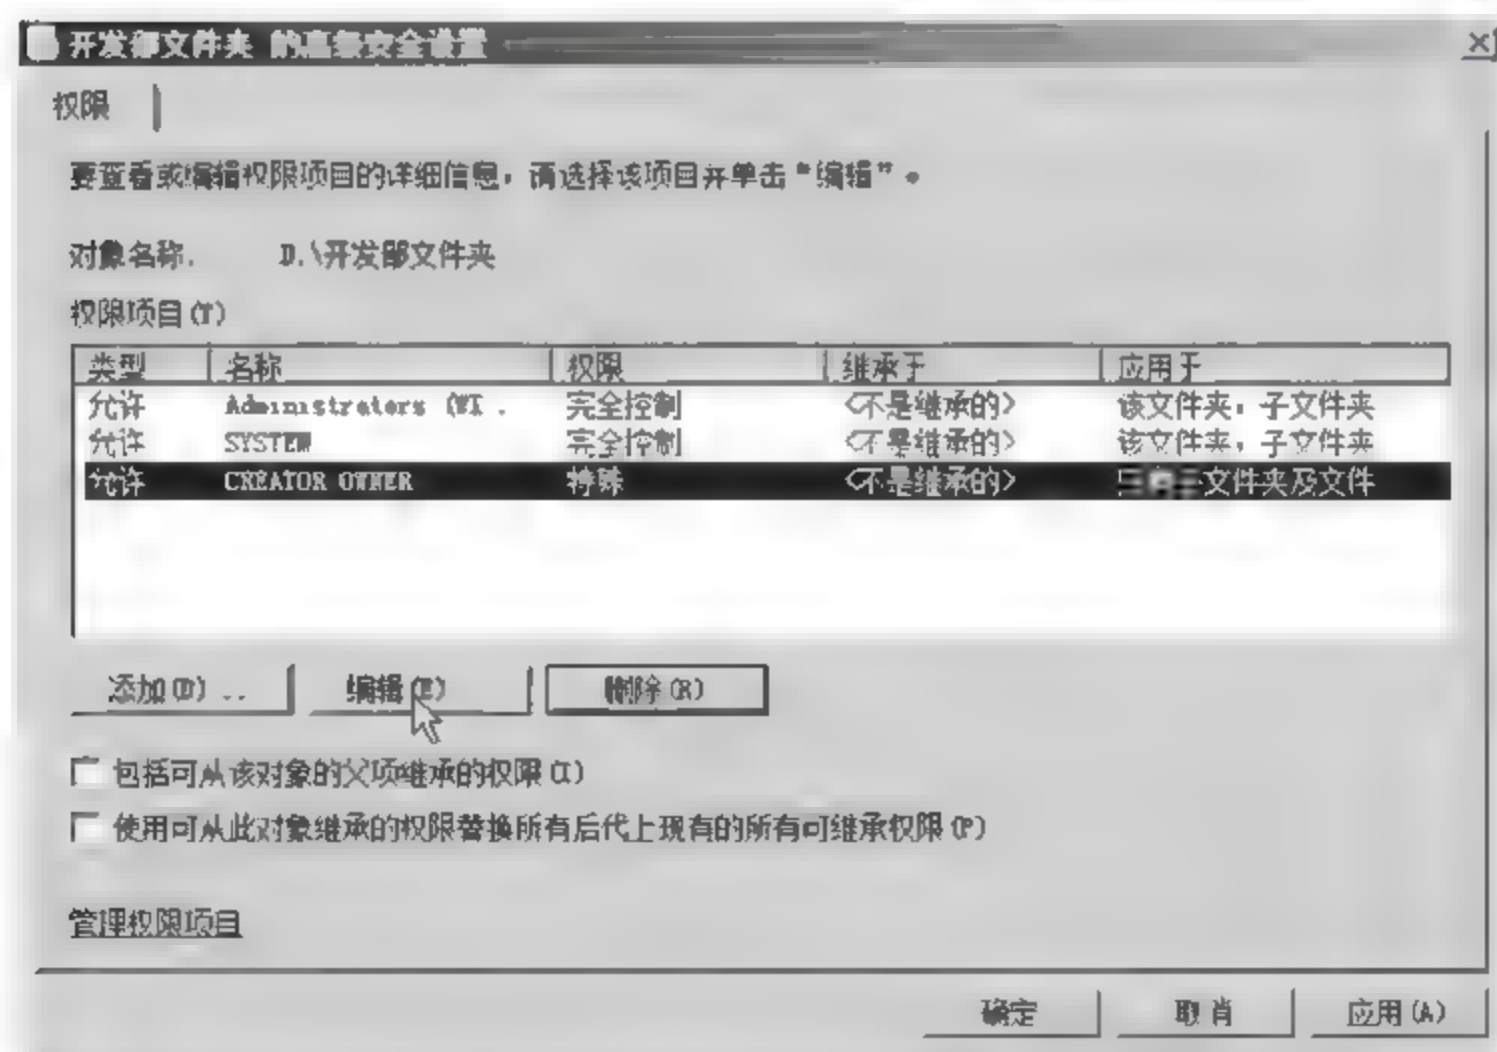 开发部文件夹 的高级安全设置
权限
要查看或编辑权限项目的详细信息，请选择该项目并单击“编辑”。
对象名称. D.\开发部文件夹
权限项目(T)
类型 名称 权限 继承于 应用于
允许 Administrators (WI . 完全控制 <不是继承的> 该文件夹，子文件夹
允许 SYSTEM 完全控制 <不是继承的> 该文件夹，子文件夹
允许 CREATOR OWNER 特殊 <不是继承的> 文件夹及文件
添加(D) .. 编辑(E) 删除(R)
包括可从该对象的父项继承的权限(I)
使用可从此对象继承的权限替换所有后代上现有的所有可继承权限(P)
管理权限项目
确定 取消 应用(A)